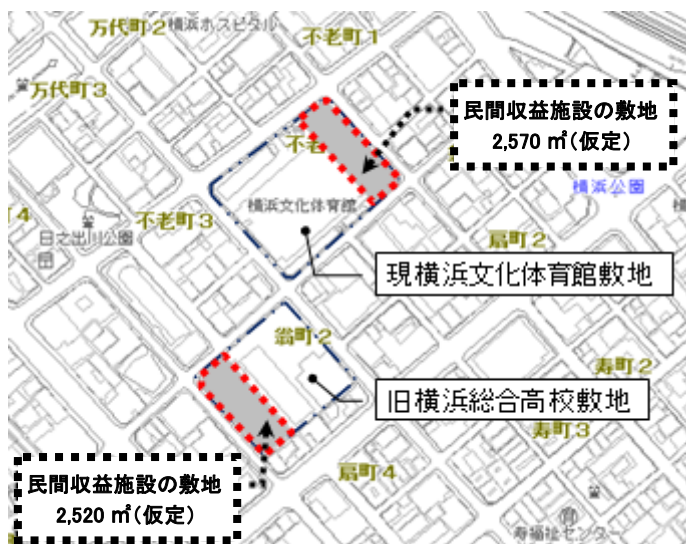 万代町2
横浜ホスピタル
不老町1
万代町3
民間収益施設の敷地
2,570 ㎡(仮定)
不老
横浜公園
横浜文化体育館
4
不老町3
日之出川公園
扇町2
現横浜文化体育館敷地
翁町2
寿町2
旧横浜総合高校敷地
寿町3
扇町4
民間収益施設の敷地
2,520 ㎡(仮定)
寿福祉センター